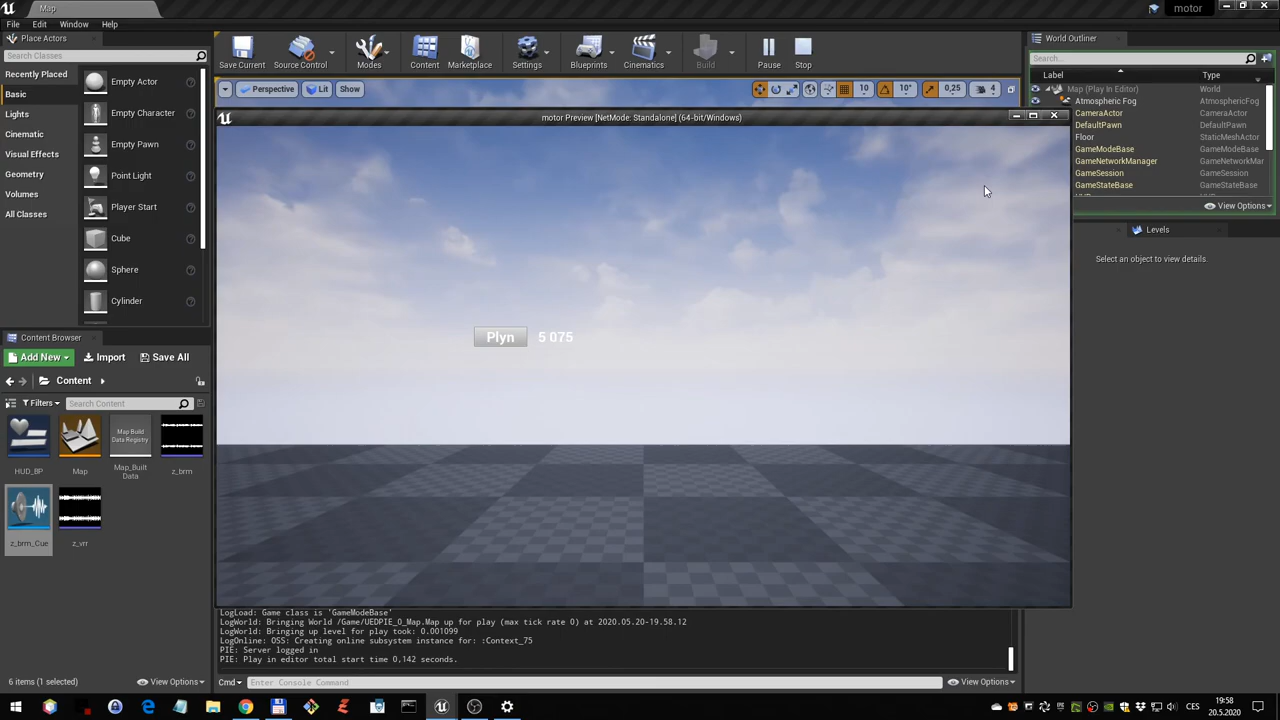 Map
motor
File Edit Window Help
Place Actors
Search Classes
Recently Placed
Basic
Lights
Cinematic
Visual Effects
Geometry
Volumes
All Classes
Empty Actor
Empty Character
Empty Pawn
Point Light
Player Start
Cube
Sphere
Cylinder
Save Current
Source Control
Modes
Content
Marketplace
Settings
Blueprints
Cinematics
Build
Pause
Stop
Perspective
Lit
Show
10
10°
0,25
4
motor Preview [NetMode: Standalone] (64-bit/Windows)
Plyn 5 075
World Outliner
Search...
Label Type
Map (Play In Editor) World
Atmospheric Fog AtmosphericFog
CameraActor CameraActor
DefaultPawn DefaultPawn
Floor StaticMeshActor
GameModeBase GameModeBase
GameNetworkManager GameNetworkMar
GameSession GameSession
GameStateBase GameStateBase
View Options
Levels
Select an object to view details.
Content Browser
Add New Import Save All
Content
Filters Search Content
HUD_BP
Map
Map Build
Data Registry
Map_Built
Data
z_brm
z_brm_Cue
z_vrr
6 items (1 selected) View Options
LogLoad: Game class is 'GameModeBase'
LogWorld: Bringing World /Game/UEDPIE_0_Map.Map up for play (max tick rate 0) at 2020.05.20-19.58.12
LogWorld: Bringing up level for play took: 0.001099
LogOnline: OSS: Creating online subsystem instance for: :Context_75
PIE: Server logged in
PIE: Play in editor total start time 0,142 seconds.
Cmd Enter Console Command View Options
CES
19:58
20.5.2020